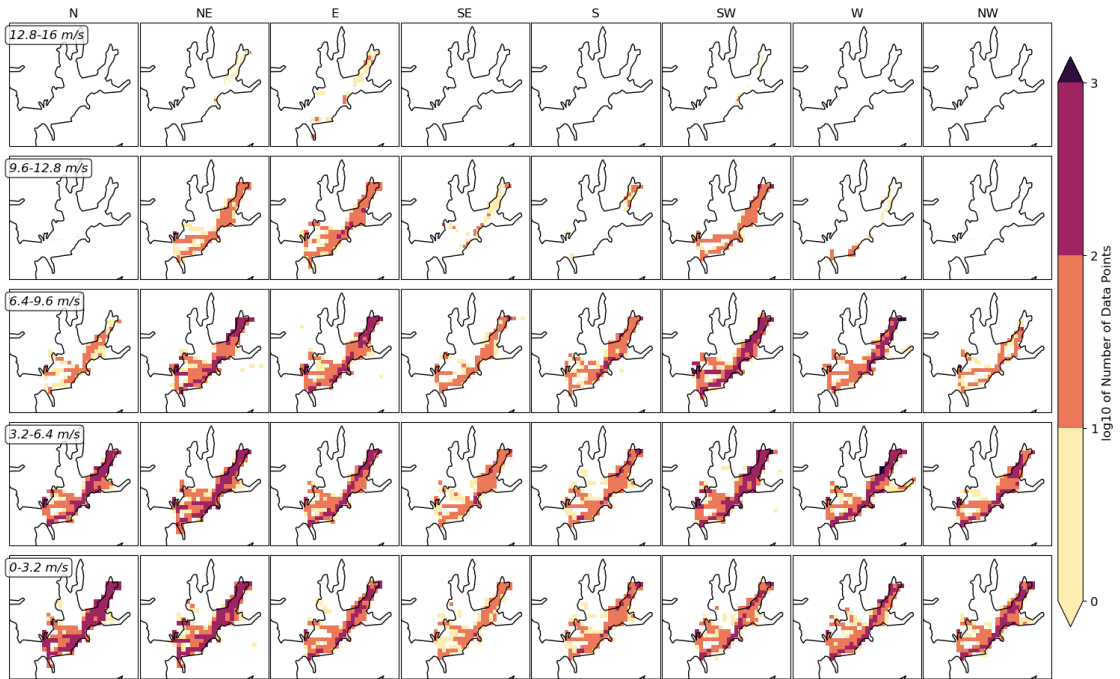 N NE E SE S SW W NW
12.8-16 m/s
9.6-12.8 m/s
6.4-9.6 m/s
3.2-6.4 m/s
0-3.2 m/s
3
2
1
0
log10 of Number of Data Points